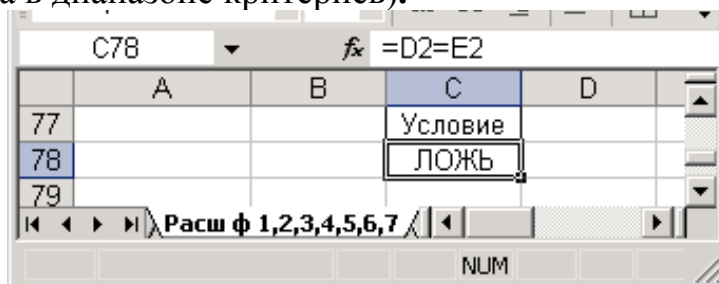 а в диапазоне критериев).
C78 fx =D2=E2
A B C D
77 Условие
78 ЛОЖЬ
79
Расш ф 1,2,3,4,5,6,7
NUM